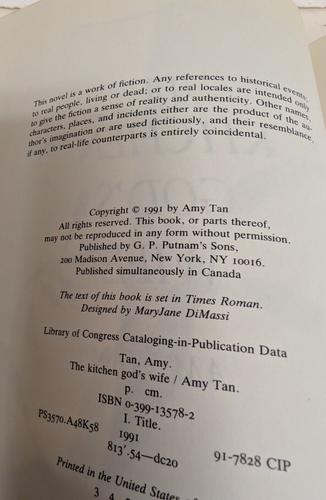 This novel is a work of fiction. Any references to historical events,
to real people, living or dead; or to real locales are intended only
to give the fiction a sense of reality and authenticity. Other names,
characters, places, and incidents either are the product of the au-
thor's imagination or are used fictitiously, and their resemblance,
if any, to real-life counterparts is entirely coincidental.
Copyright © 1991 by Amy Tan
All rights reserved. This book, or parts thereof,
may not be reproduced in any form without permission.
Published by G. P. Putnam's Sons,
200 Madison Avenue, New York, NY 10016.
Published simultaneously in Canada
The text of this book is set in Times Roman.
Designed by MaryJane DiMassi
Library of Congress Cataloging-in-Publication Data
Tan, Amy.
The kitchen god's wife / Amy Tan.
p. cm.
ISBN 0-399-13578-2
I. Title.
PS3570.A48K58 1991
813'.54—dc20 91-7828 CIP
Printed in the United States of
3 4